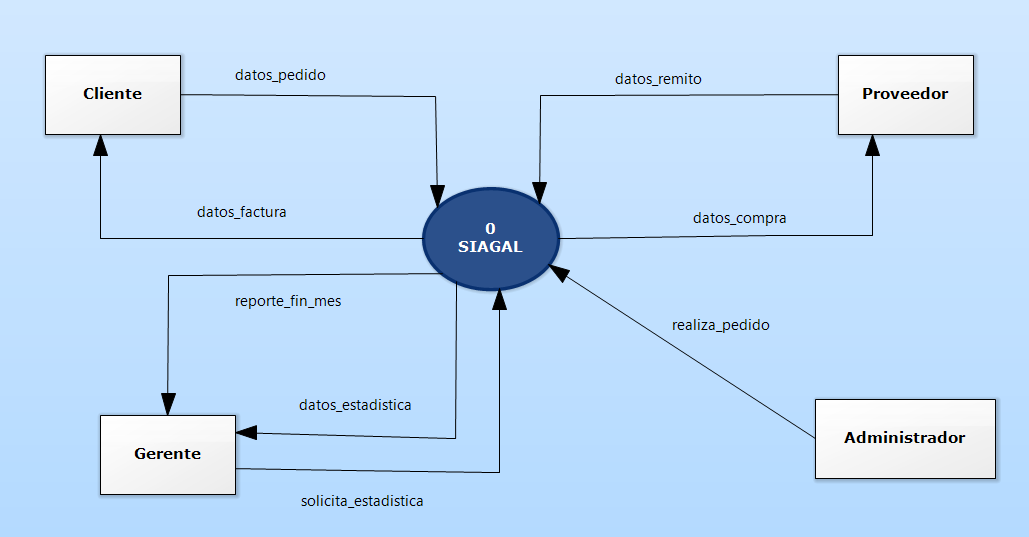 datos_pedido
datos_remito
Cliente
Proveedor
datos_factura
datos_compra
0
SIAGAL
reporte_fin_mes
realiza_pedido
datos_estadistica
Administrador
Gerente
solicita_estadistica